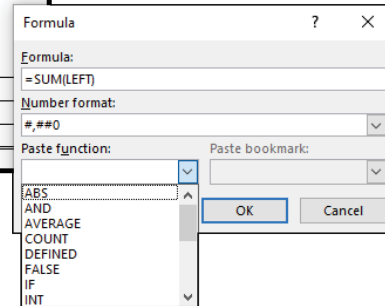 Formula ? ×
Formula:
=SUM(LEFT)
Number format:
#,##0
Paste function: Paste bookmark:
ABS
AND
AVERAGE
COUNT
DEFINED
FALSE
IF
INT
OK Cancel